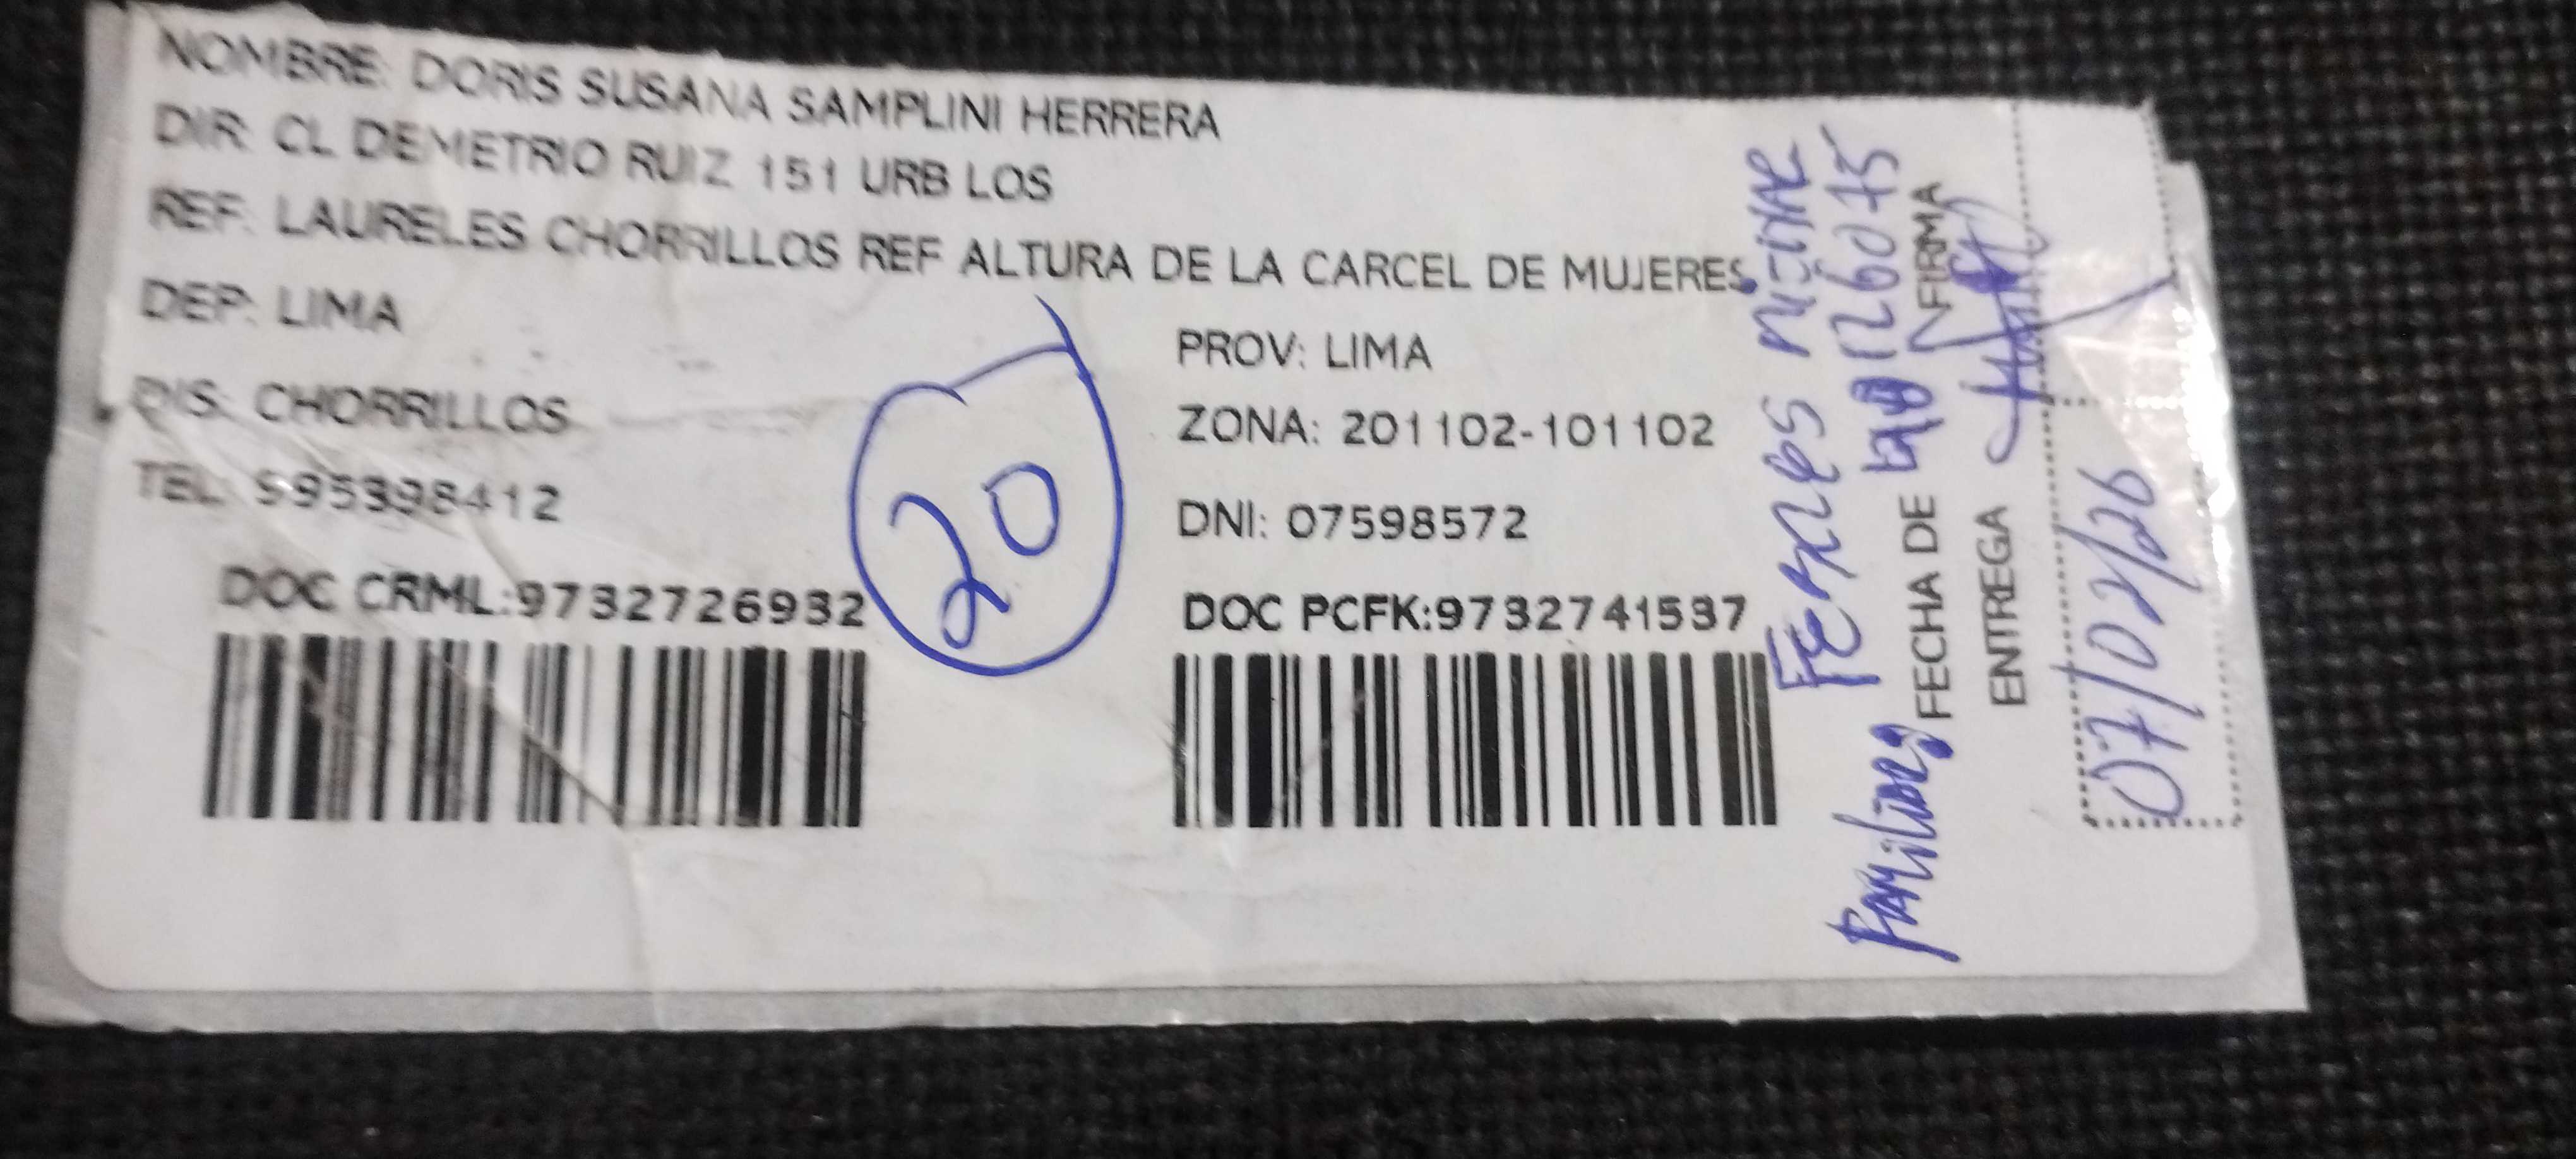 NOMBRE: DORIS SUSANA SAMPLINI HERRERA
DIR: CL DEMETRIO RUIZ 151 URB LOS
REF: LAURELES CHORRILLOS REF ALTURA DE LA CARCEL DE MUJERES
DEP: LIMA
PROV: LIMA
DIS: CHORRILLOS
ZONA: 201102-101102
TEL: 995398412
DNI: 07598572
20
DOC CRML:9732726932
DOC PCFK:9732741537
Familiar
FECHA DE
FIRMA
ENTREGA
07/02/26